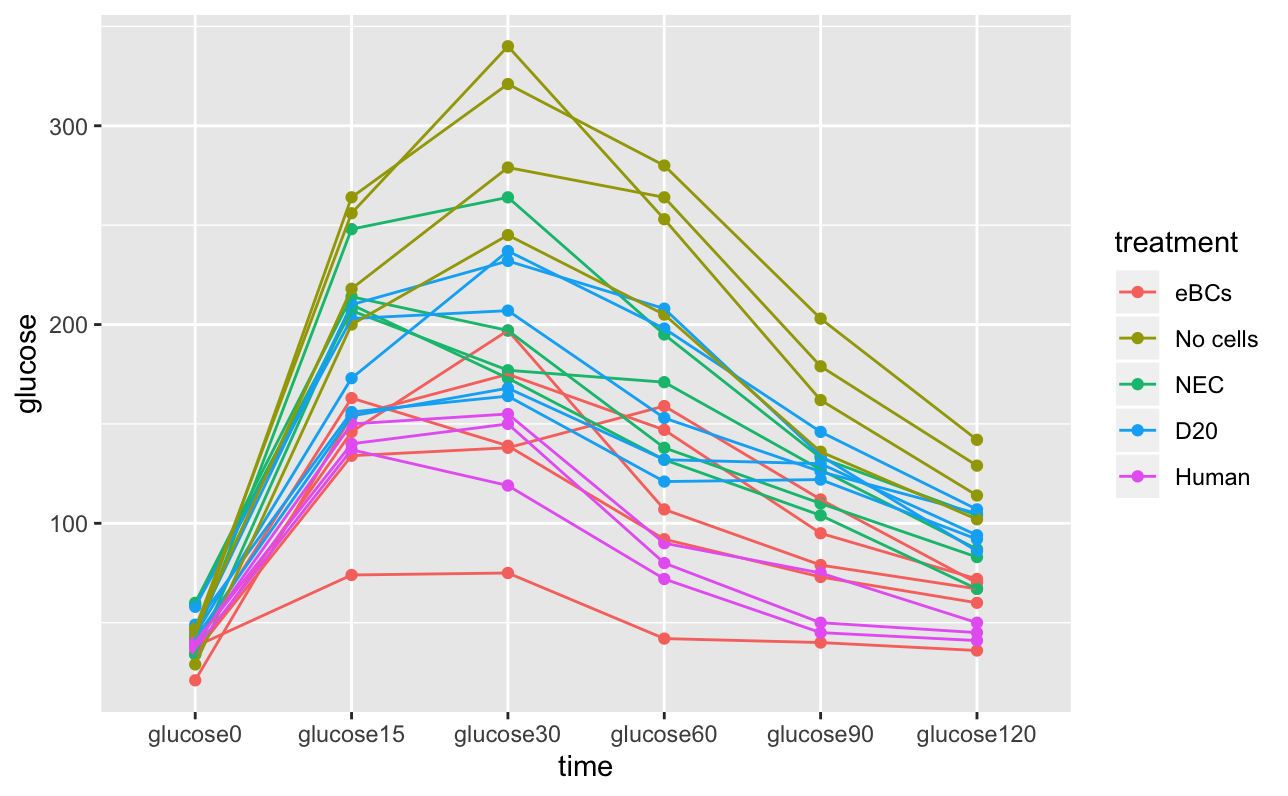 300
200
100
glucose
glucose0 glucose15 glucose30 glucose60 glucose90 glucose120
time
treatment
eBCs
No cells
NEC
D20
Human